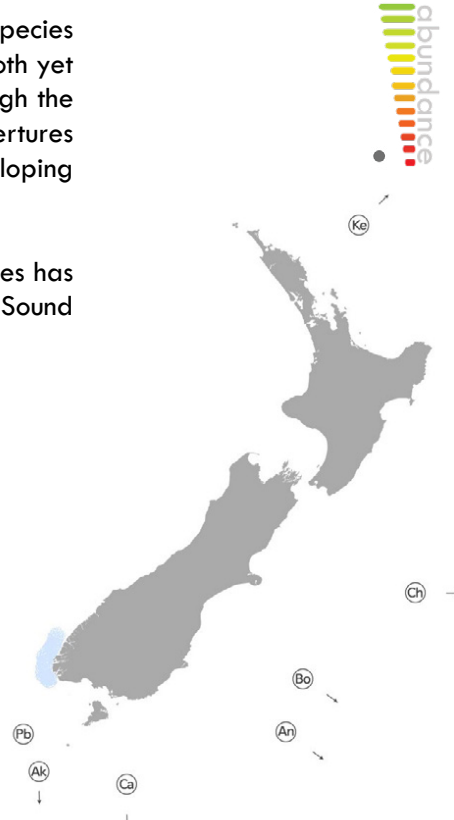 pecies
oth yet
gh the
ertures
loping
es has
Sound
abundance
Ke
Ch
Bo
An
Pb
Ak
Ca